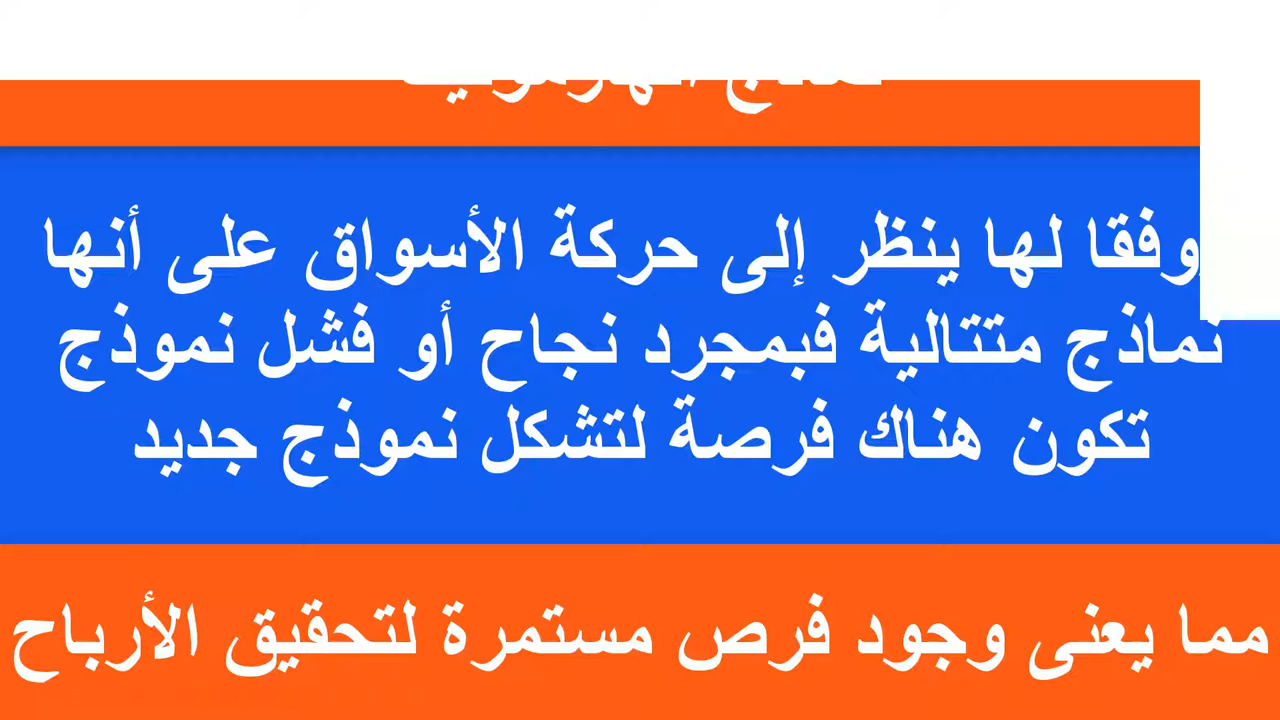 وفقا لها ينظر إلى حركة الأسواق على أنها
نماذج متتالية فبمجرد نجاح أو فشل نموذج
تكون هناك فرصة لتشكل نموذج جديد
مما يعنى وجود فرص مستمرة لتحقيق الأرباح